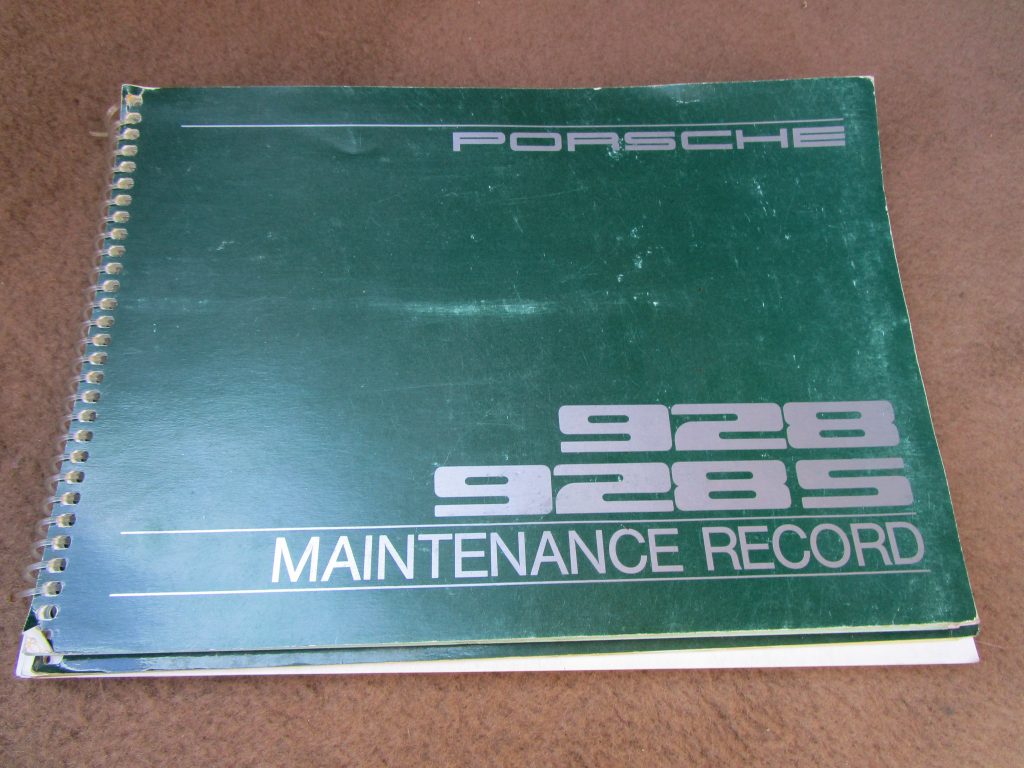 PORSCHE
928
928S
MAINTENANCE RECORD